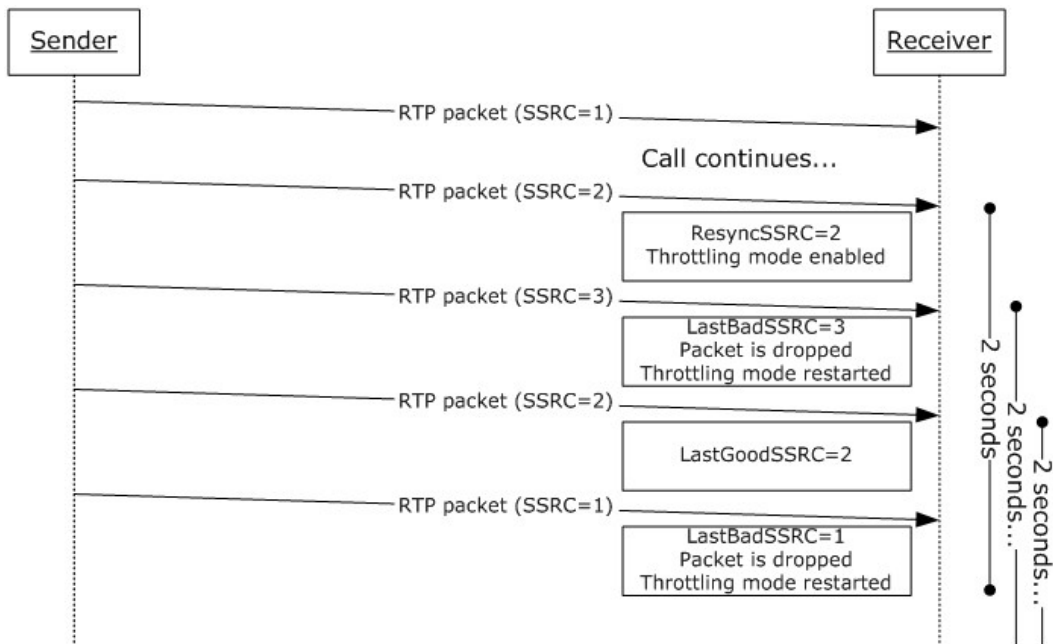 Sender
Receiver
RTP packet (SSRC=1)
Call continues...
RTP packet (SSRC=2)
ResyncSSRC=2
Throttling mode enabled
RTP packet (SSRC=3)
LastBadSSRC=3
Packet is dropped
Throttling mode restarted
RTP packet (SSRC=2)
LastGoodSSRC=2
RTP packet (SSRC=1)
LastBadSSRC=1
Packet is dropped
Throttling mode restarted
2 seconds
2 seconds...
2 seconds...